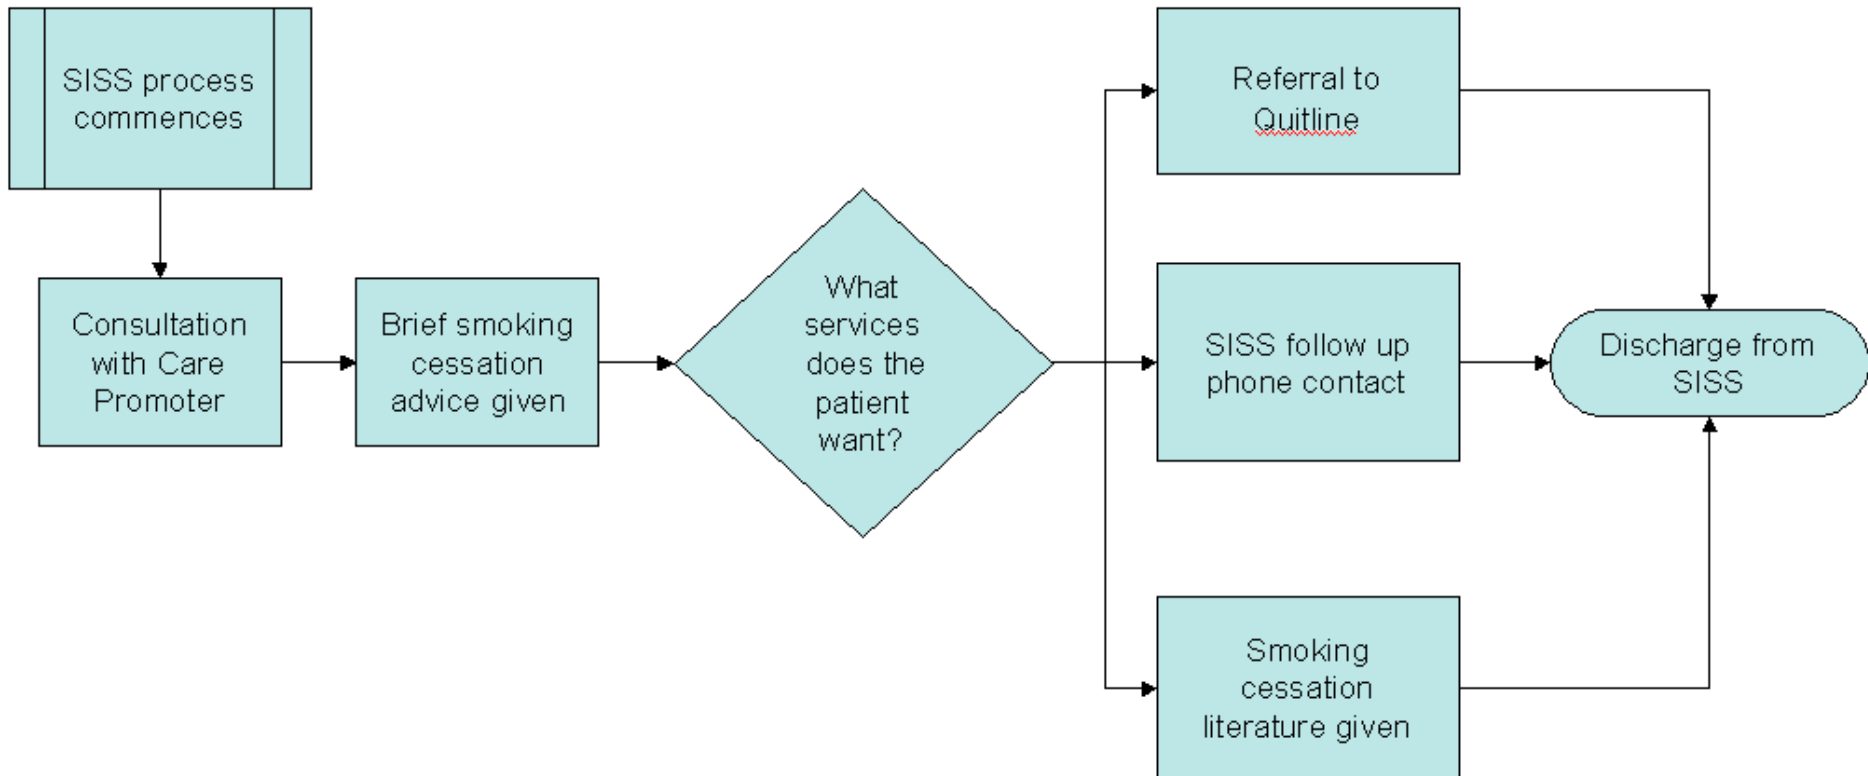 SISS process
commences
Consultation
with Care
Promoter
Brief smoking
cessation
advice given
What
services
does the
patient
want?
Referral to
Quitline
SISS follow up
phone contact
Smoking
cessation
literature given
Discharge from
SISS